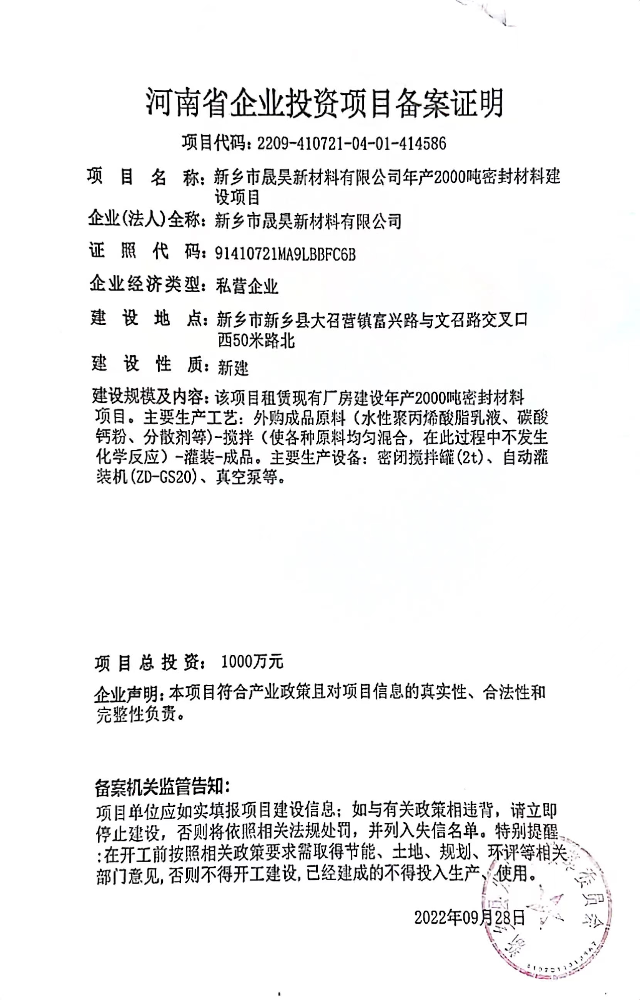 河南省企业投资项目备案证明
项目代码：2209-410721-04-01-414586
项目名称：新乡市晟昊新材料有限公司年产2000吨密封材料建
设项目
企业(法人)全称：新乡市晟昊新材料有限公司
证照代码：91410721MA9LBBFC6B
企业经济类型：私营企业
建设地点：新乡市新乡县大召营镇富兴路与文召路交叉口
西50米路北
建设性质：新建
建设规模及内容：该项目租赁现有厂房建设年产2000吨密封材料
项目。主要生产工艺：外购成品原料（水性聚丙烯酸脂乳液、碳酸
钙粉、分散剂等)-搅拌（使各种原料均匀混合，在此过程中不发生
化学反应）-灌装-成品。主要生产设备：密闭搅拌罐(2t)、自动灌
装机(ZD-GS20)、真空泵等。
项目总投资：1000万元
企业声明：本项目符合产业政策且对项目信息的真实性、合法性和
完整性负责。
备案机关监管告知：
项目单位应如实填报项目建设信息；如与有关政策相违背，请立即
停止建设，否则将依照相关法规处罚，并列入失信名单。特别提醒
:在开工前按照相关政策要求需取得节能、土地、规划、环评等相关
部门意见,否则不得开工建设,已经建成的不得投入生产、使用。
2022年09月28日
员会